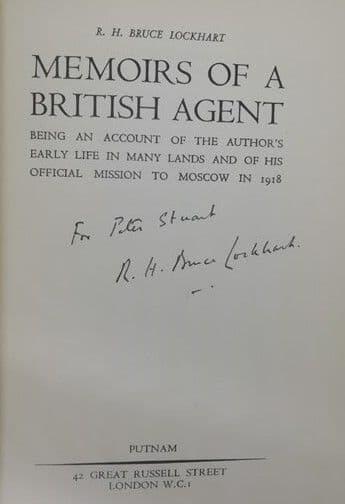 R. H. BRUCE LOCKHART
MEMOIRS OF A
BRITISH AGENT
BEING AN ACCOUNT OF THE AUTHOR'S
EARLY LIFE IN MANY LANDS AND OF HIS
OFFICIAL MISSION TO MOSCOW IN 1918
For Peter Stuart
R. H. Bruce Lockhart.
PUTNAM
42 GREAT RUSSELL STREET
LONDON W.C.1